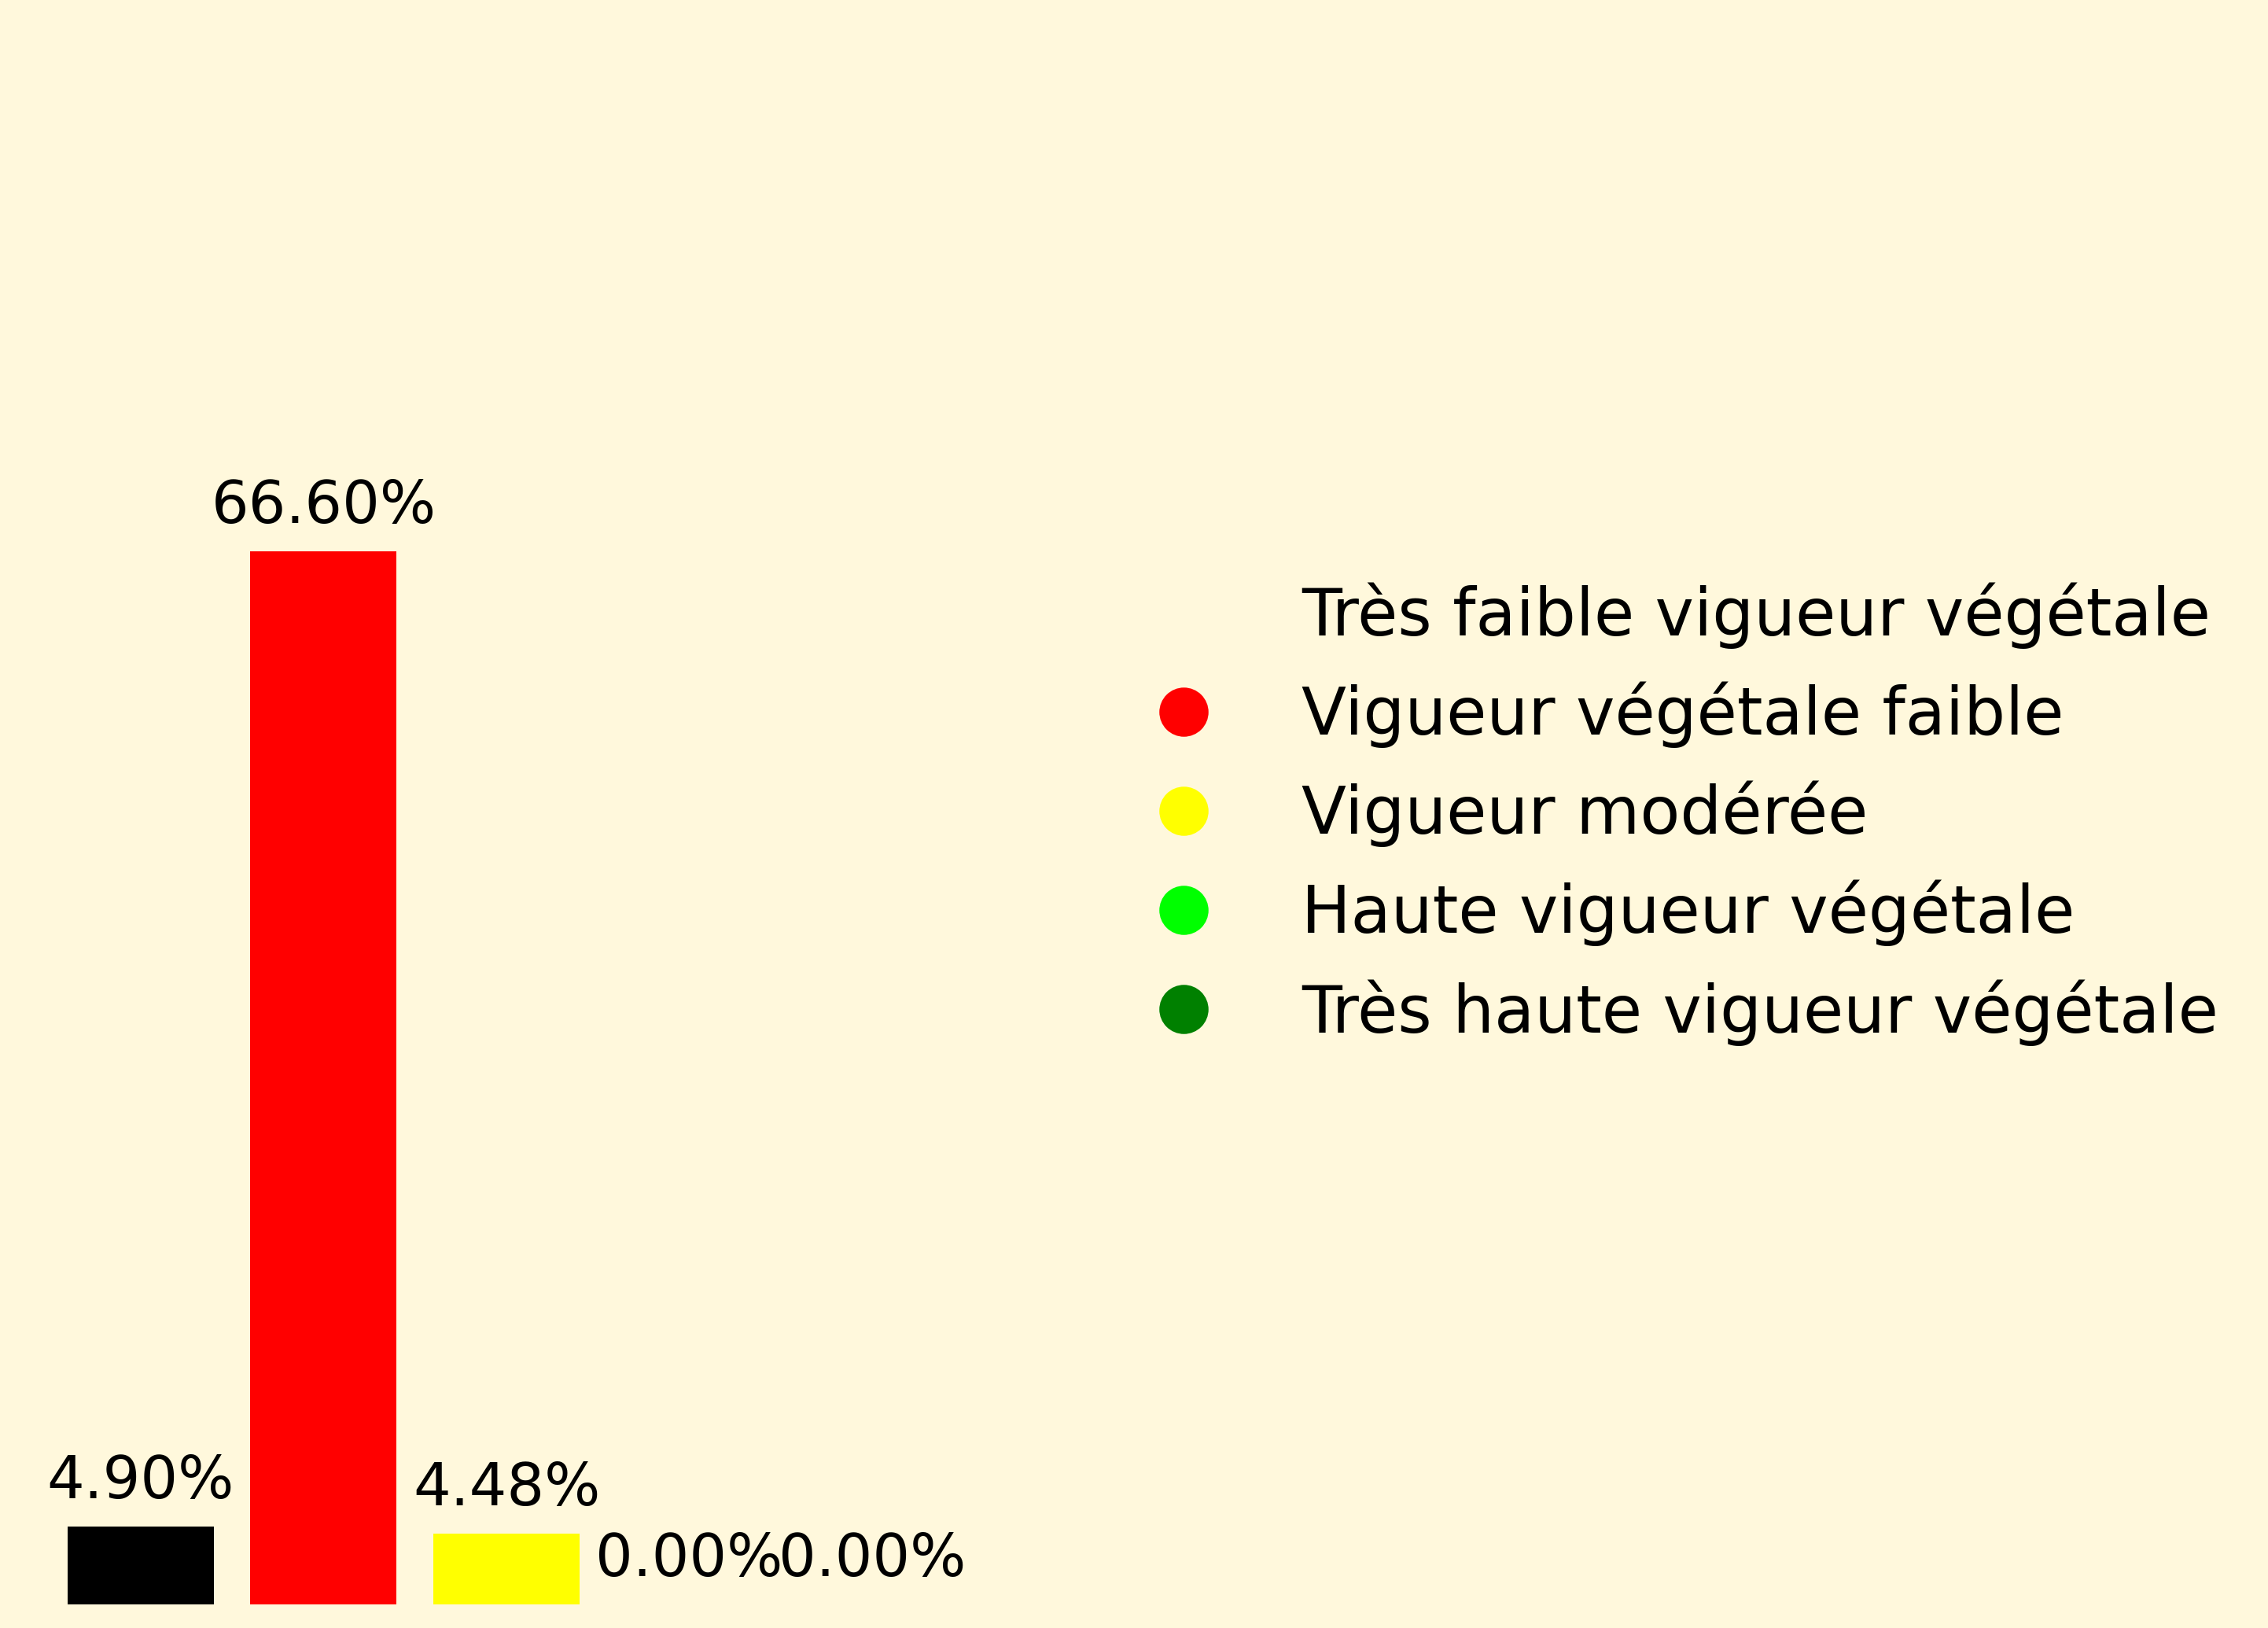 66.60%
Très faible vigueur végétale
Vigueur végétale faible
Vigueur modérée
Haute vigueur végétale
Très haute vigueur végétale
4.90%
4.48%
0.00%
0.00%